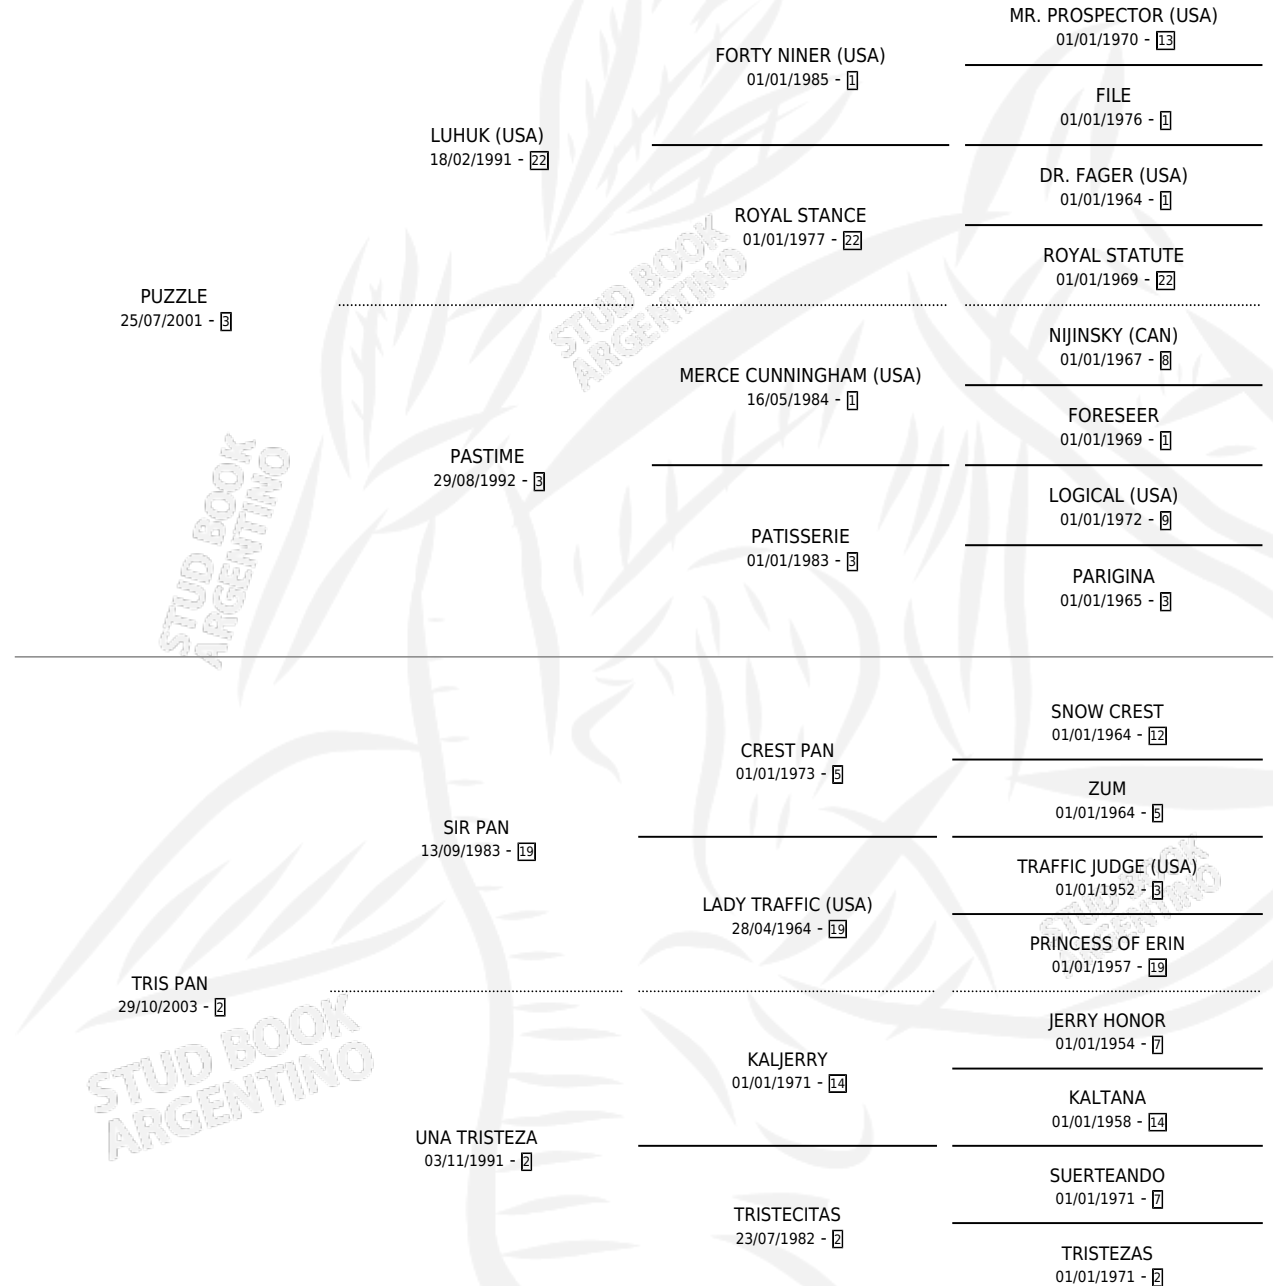 MR. PROSPECTOR (USA)
01/01/1970 - 13
FORTY NINER (USA)
01/01/1985 - 1
FILE
01/01/1976 - 1
LUHUK (USA)
18/02/1991 - 22
DR. FAGER (USA)
01/01/1964 - 1
ROYAL STANCE
01/01/1977 - 22
ROYAL STATUTE
01/01/1969 - 22
PUZZLE
25/07/2001 - 3
NIJINSKY (CAN)
01/01/1967 - 8
MERCE CUNNINGHAM (USA)
16/05/1984 - 1
FORESEER
01/01/1969 - 1
PASTIME
29/08/1992 - 3
LOGICAL (USA)
01/01/1972 - 9
PATISSERIE
01/01/1983 - 3
PARIGINA
01/01/1965 - 3
STUD BOOK
ARGENTINO
STUD BOOK
ARGENTINO
SNOW CREST
01/01/1964 - 12
CREST PAN
01/01/1973 - 5
ZUM
01/01/1964 - 5
SIR PAN
13/09/1983 - 19
TRAFFIC JUDGE (USA)
01/01/1952 - 3
LADY TRAFFIC (USA)
28/04/1964 - 19
PRINCESS OF ERIN
01/01/1957 - 19
TRIS PAN
29/10/2003 - 2
JERRY HONOR
01/01/1954 - 7
KALJERRY
01/01/1971 - 14
KALTANA
01/01/1958 - 14
UNA TRISTEZA
03/11/1991 - 2
SUERTEANDO
01/01/1971 - 7
TRISTECITAS
23/07/1982 - 2
TRISTEZAS
01/01/1971 - 2
STUD BOOK
ARGENTINO
STUD BOOK
ARGENTINO